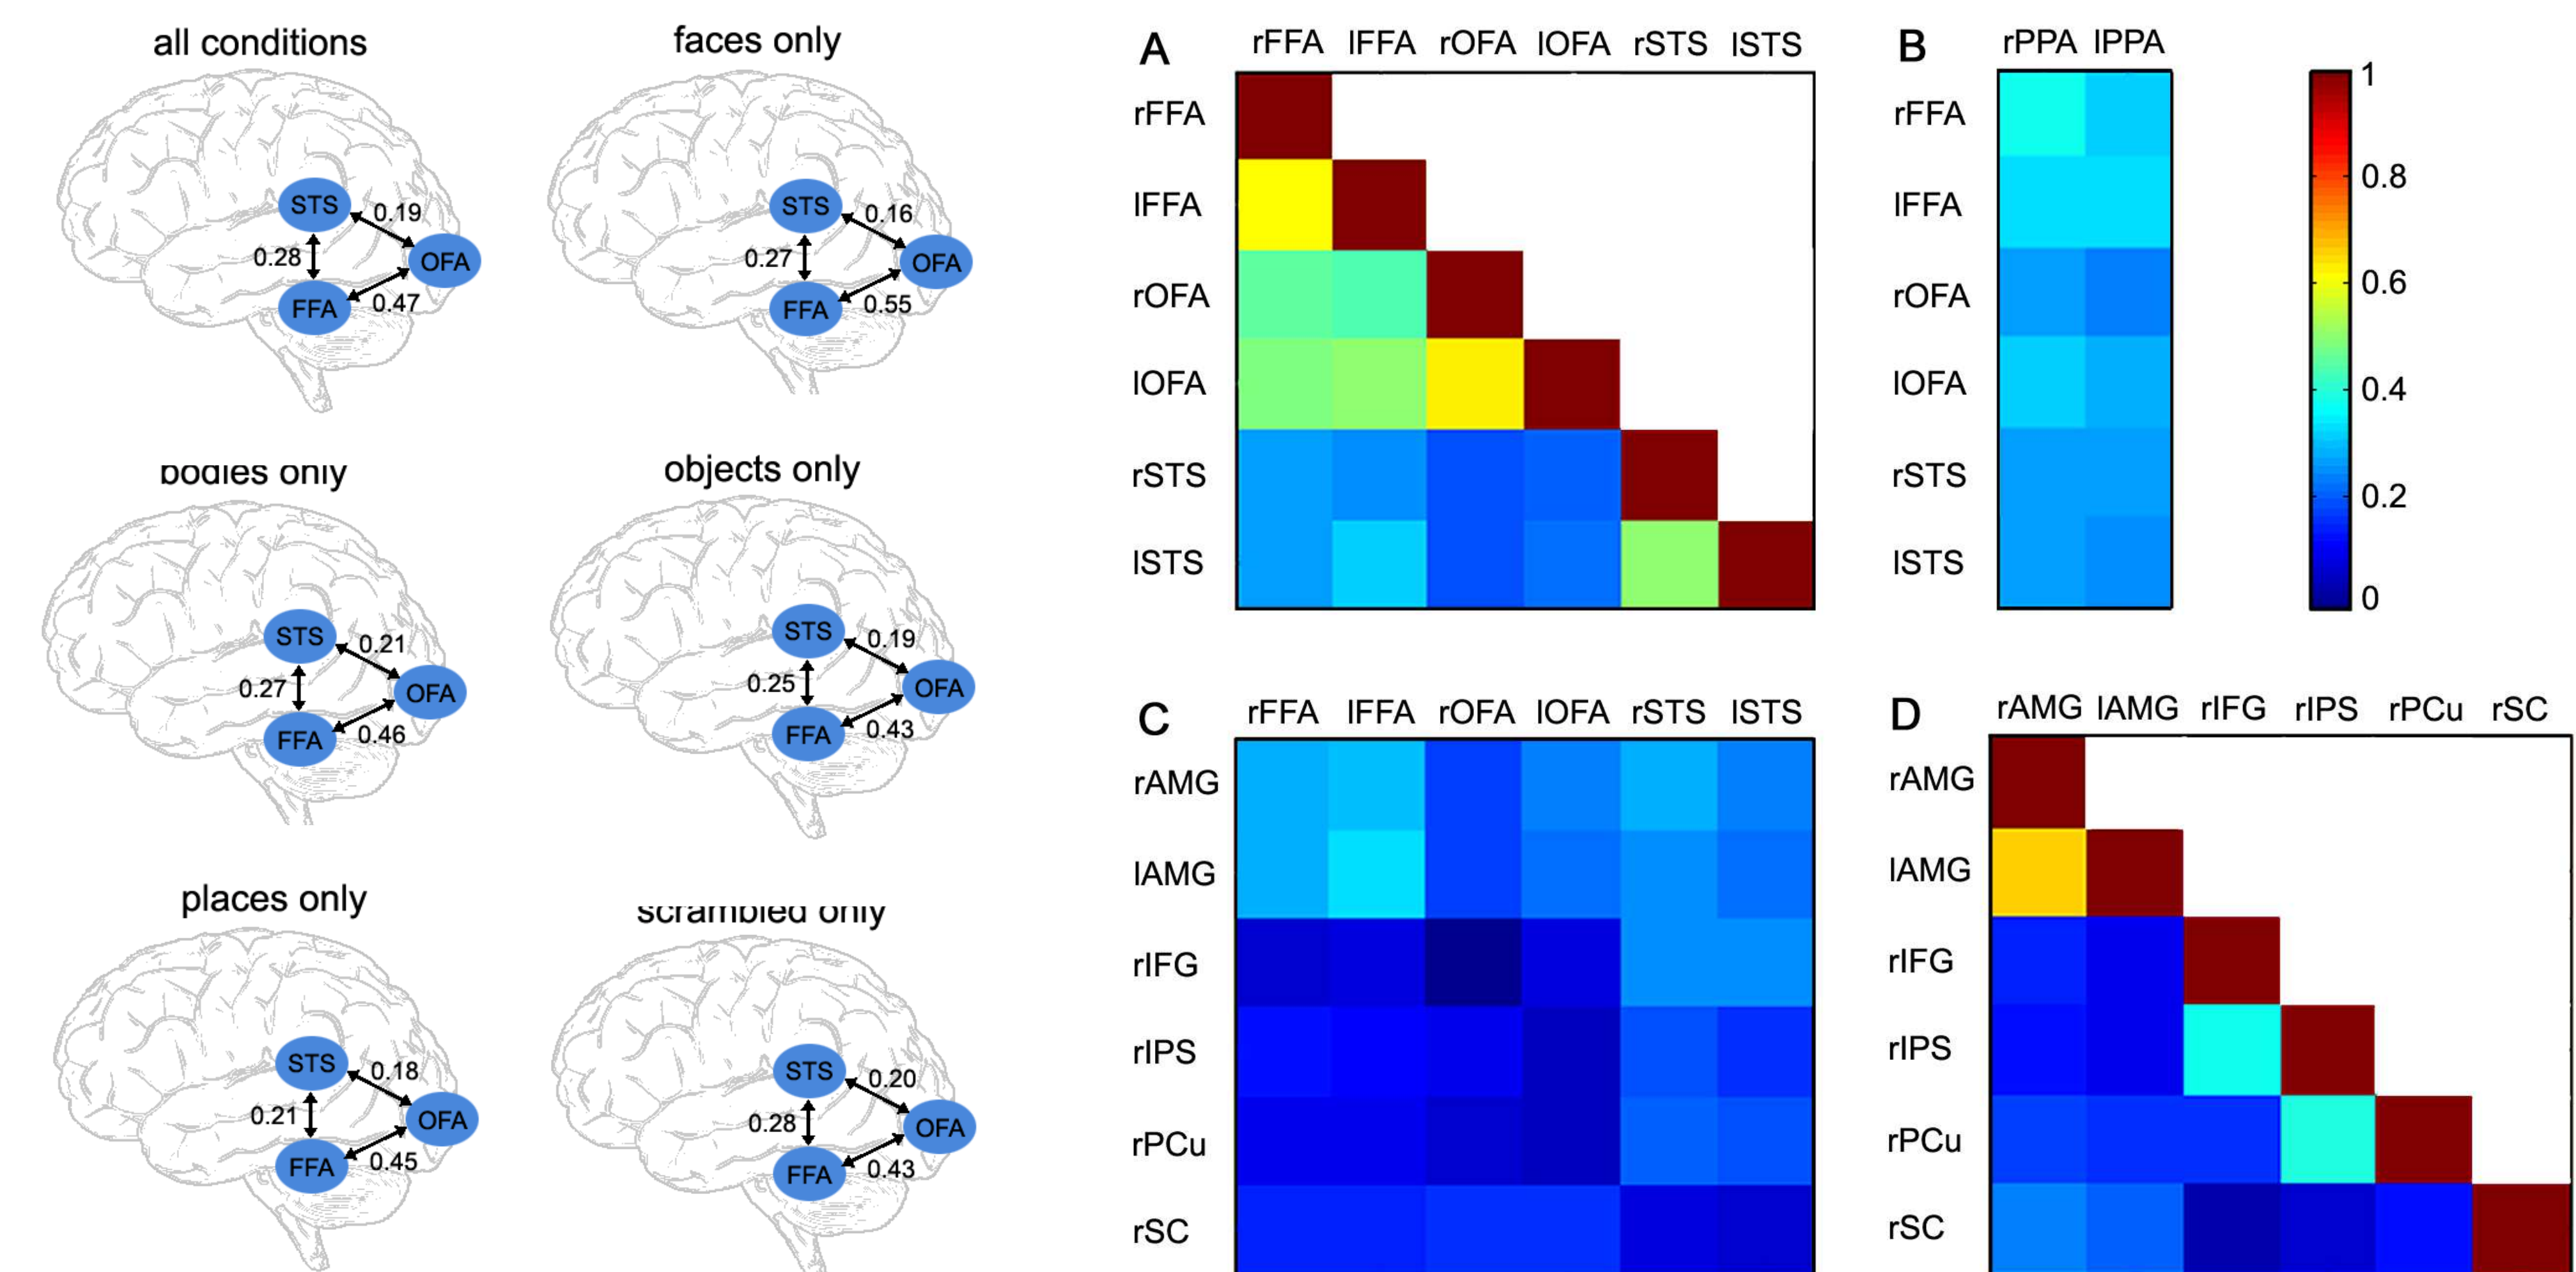 all conditions
STS
0.19
0.28
OFA
FFA
0.47
faces only
STS
0.16
0.27
OFA
FFA
0.55
bodies only
STS
0.21
0.27
OFA
FFA
0.46
objects only
STS
0.19
0.25
OFA
FFA
0.43
places only
STS
0.18
0.21
OFA
FFA
0.45
scrambled only
STS
0.20
0.28
OFA
FFA
0.43
A rFFA lFFA rOFA lOFA rSTS lSTS
rFFA
lFFA
rOFA
lOFA
rSTS
lSTS
B rPPA lPPA
rFFA
lFFA
rOFA
lOFA
rSTS
lSTS
1
0.8
0.6
0.4
0.2
0
C rFFA lFFA rOFA lOFA rSTS lSTS
rAMG
lAMG
rIFG
rIPS
rPCu
rSC
D rAMG lAMG rIFG rIPS rPCu rSC
rAMG
lAMG
rIFG
rIPS
rPCu
rSC